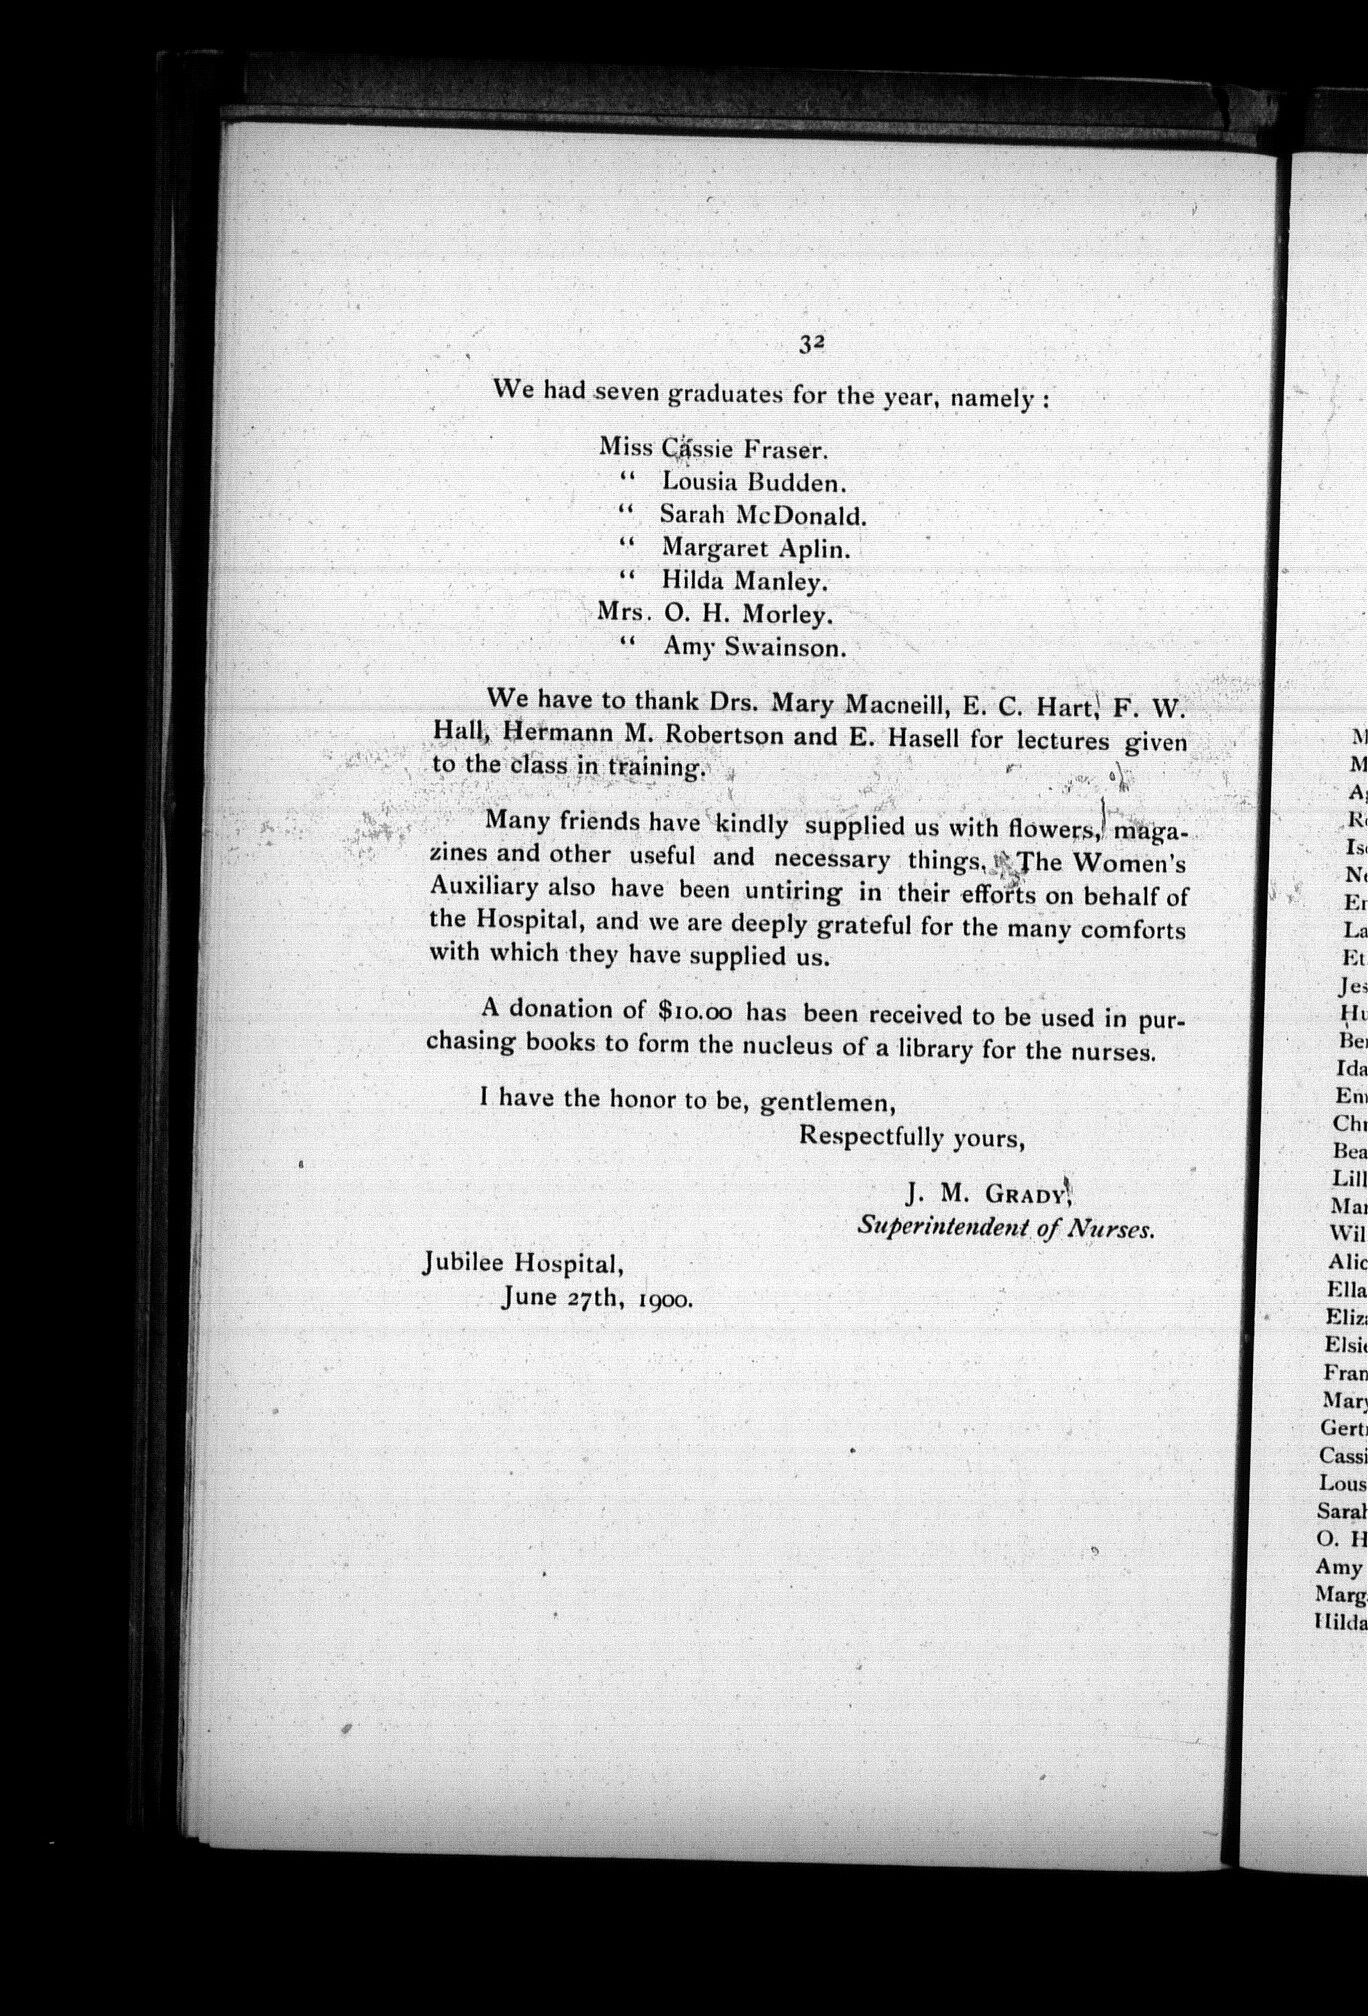 32
We had seven graduates for the year, namely :
Miss Cassie Fraser.
“ Lousia Budden.
“ Sarah McDonald.
“ Margaret Aplin.
“ Hilda Manley.
Mrs. O. H. Morley.
“ Amy Swainson.
We have to thank Drs. Mary Macneill, E. C. Hart, F. W.
Hall, Hermann M. Robertson and E. Hasell for lectures given
to the class in training.
Many friends have kindly supplied us with flowers, maga-
zines and other useful and necessary things. The Women's
Auxiliary also have been untiring in their efforts on behalf of
the Hospital, and we are deeply grateful for the many comforts
with which they have supplied us.
A donation of $10.00 has been received to be used in pur-
chasing books to form the nucleus of a library for the nurses.
I have the honor to be, gentlemen,
Respectfully yours,
J. M. GRADY,
Superintendent of Nurses.
Jubilee Hospital,
June 27th, 1900.
Ida
Ella
Mary
O. H
Amy
Hilda